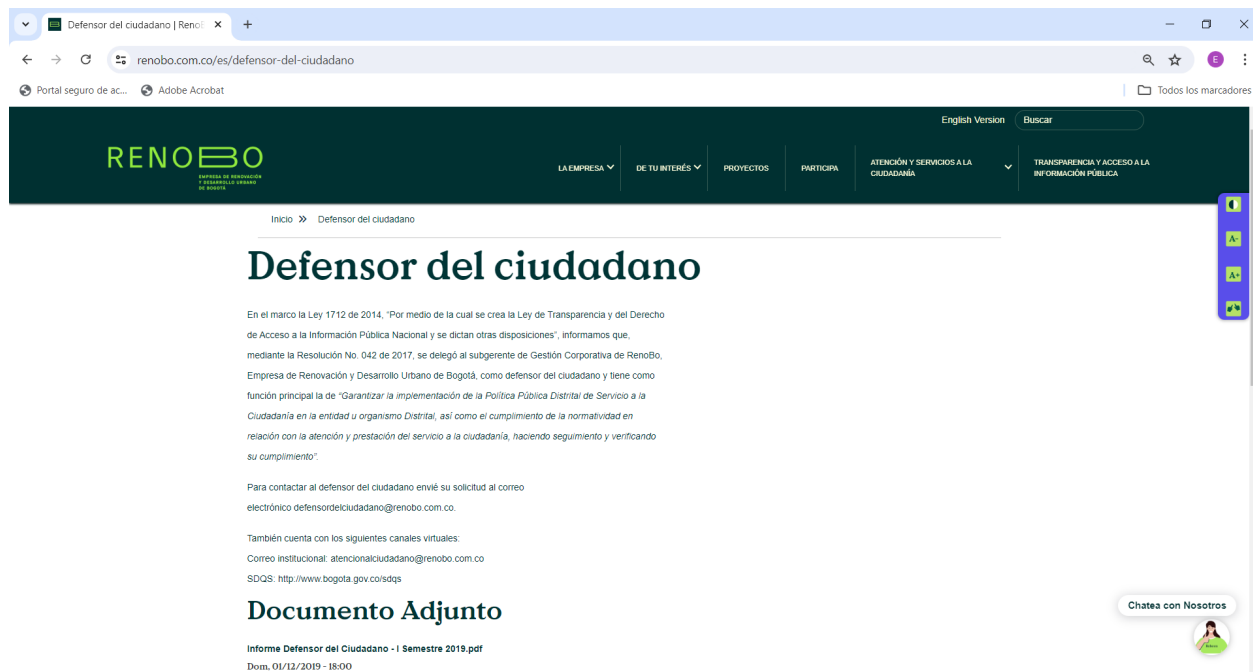 Defensor del ciudadano | Reno
renobo.com.co/es/defensor-del-ciudadano
E
Portal seguro de ac...
Adobe Acrobat
Todos los marcadores
English Version
Buscar
RENOBO
EMPRESA DE RENOVACIÓN
Y DESARROLLO URBANO
DE BOGOTÁ
LA EMPRESA
DE TU INTERÉS
PROYECTOS
PARTICIPA
ATENCIÓN Y SERVICIOS A LA
CIUDADANÍA
TRANSPARENCIA Y ACCESO A LA
INFORMACIÓN PÚBLICA
A-
A+
Inicio » Defensor del ciudadano
Defensor del ciudadano
En el marco la Ley 1712 de 2014, “Por medio de la cual se crea la Ley de Transparencia y del Derecho
de Acceso a la Información Pública Nacional y se dictan otras disposiciones”, informamos que,
mediante la Resolución No. 042 de 2017, se delegó al subgerente de Gestión Corporativa de RenoBo,
Empresa de Renovación y Desarrollo Urbano de Bogotá, como defensor del ciudadano y tiene como
función principal la de “Garantizar la implementación de la Política Pública Distrital de Servicio a la
Ciudadanía en la entidad u organismo Distrital, así como el cumplimiento de la normatividad en
relación con la atención y prestación del servicio a la ciudadanía, haciendo seguimiento y verificando
su cumplimiento”.
Para contactar al defensor del ciudadano envié su solicitud al correo
electrónico defensordelciudadano@renobo.com.co.
También cuenta con los siguientes canales virtuales:
Correo institucional: atencionalciudadano@renobo.com.co
SDQS: http://www.bogota.gov.co/sdqs
Documento Adjunto
Informe Defensor del Ciudadano - I Semestre 2019.pdf
Dom, 01/12/2019 - 18:00
Chatea con Nosotros